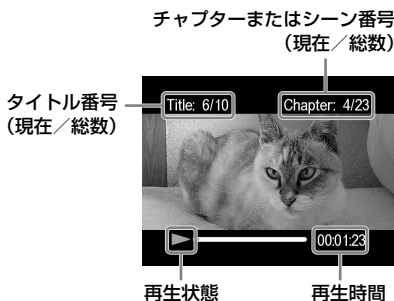 チャプターまたはシーン番号
（現在／総数）
タイトル番号
（現在／総数）
Title: 6/10
Chapter: 4/23
00:01:23
再生状態
再生時間